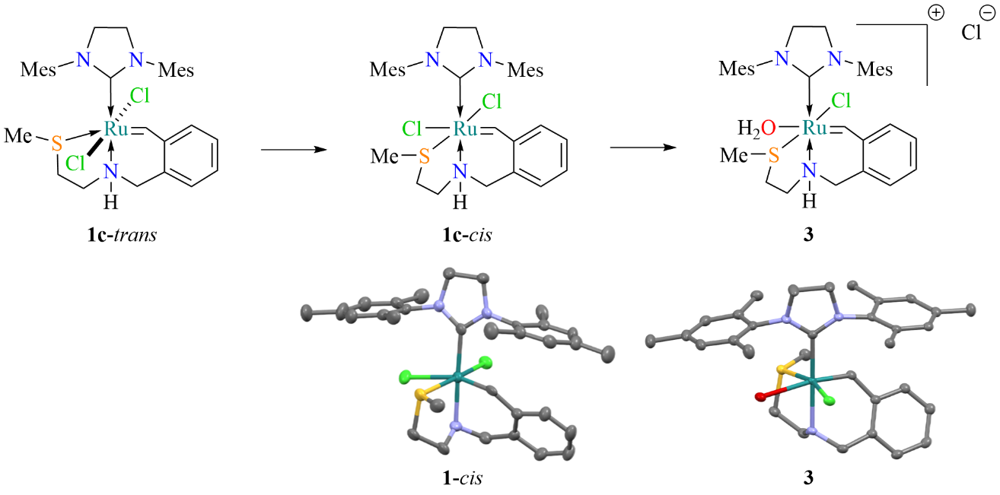 N N
Mes Mes
Cl
Ru
Me S
Cl
N
H
1c-trans
N N
Mes Mes
Cl
Cl Ru
Me S
N
H
1c-cis
⊕ Cl⊖
N N
Mes Mes
Cl
H₂O Ru
Me S
N
H
3
1-cis
3